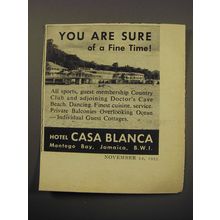 YOU ARE SURE
of a Fine Time!
All sports, guest membership Country
Club and adjoining Doctor's Cave
Beach. Dancing. Finest cuisine, service.
Private Balconies Overlooking Ocean
—Individual Guest Cottages.
HOTEL CASA BLANCA
Montego Bay, Jamaica, B.W.I.
NOVEMBER